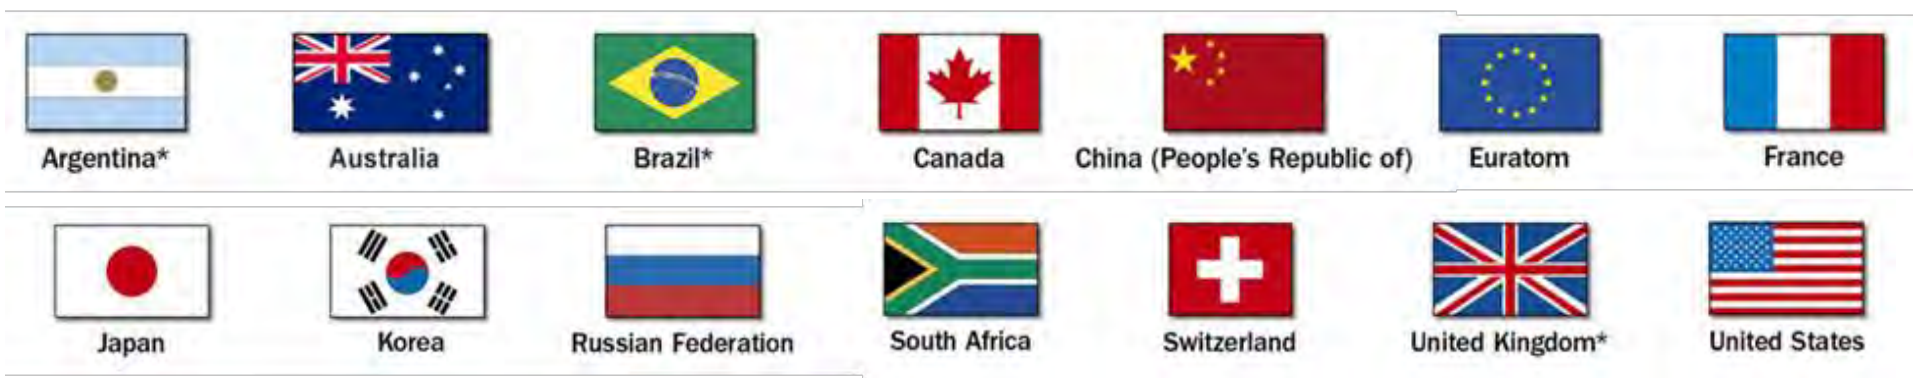 Argentina*
Australia
Brazil*
Canada
China (People's Republic of)
Euratom
France
Japan
Korea
Russian Federation
South Africa
Switzerland
United Kingdom*
United States